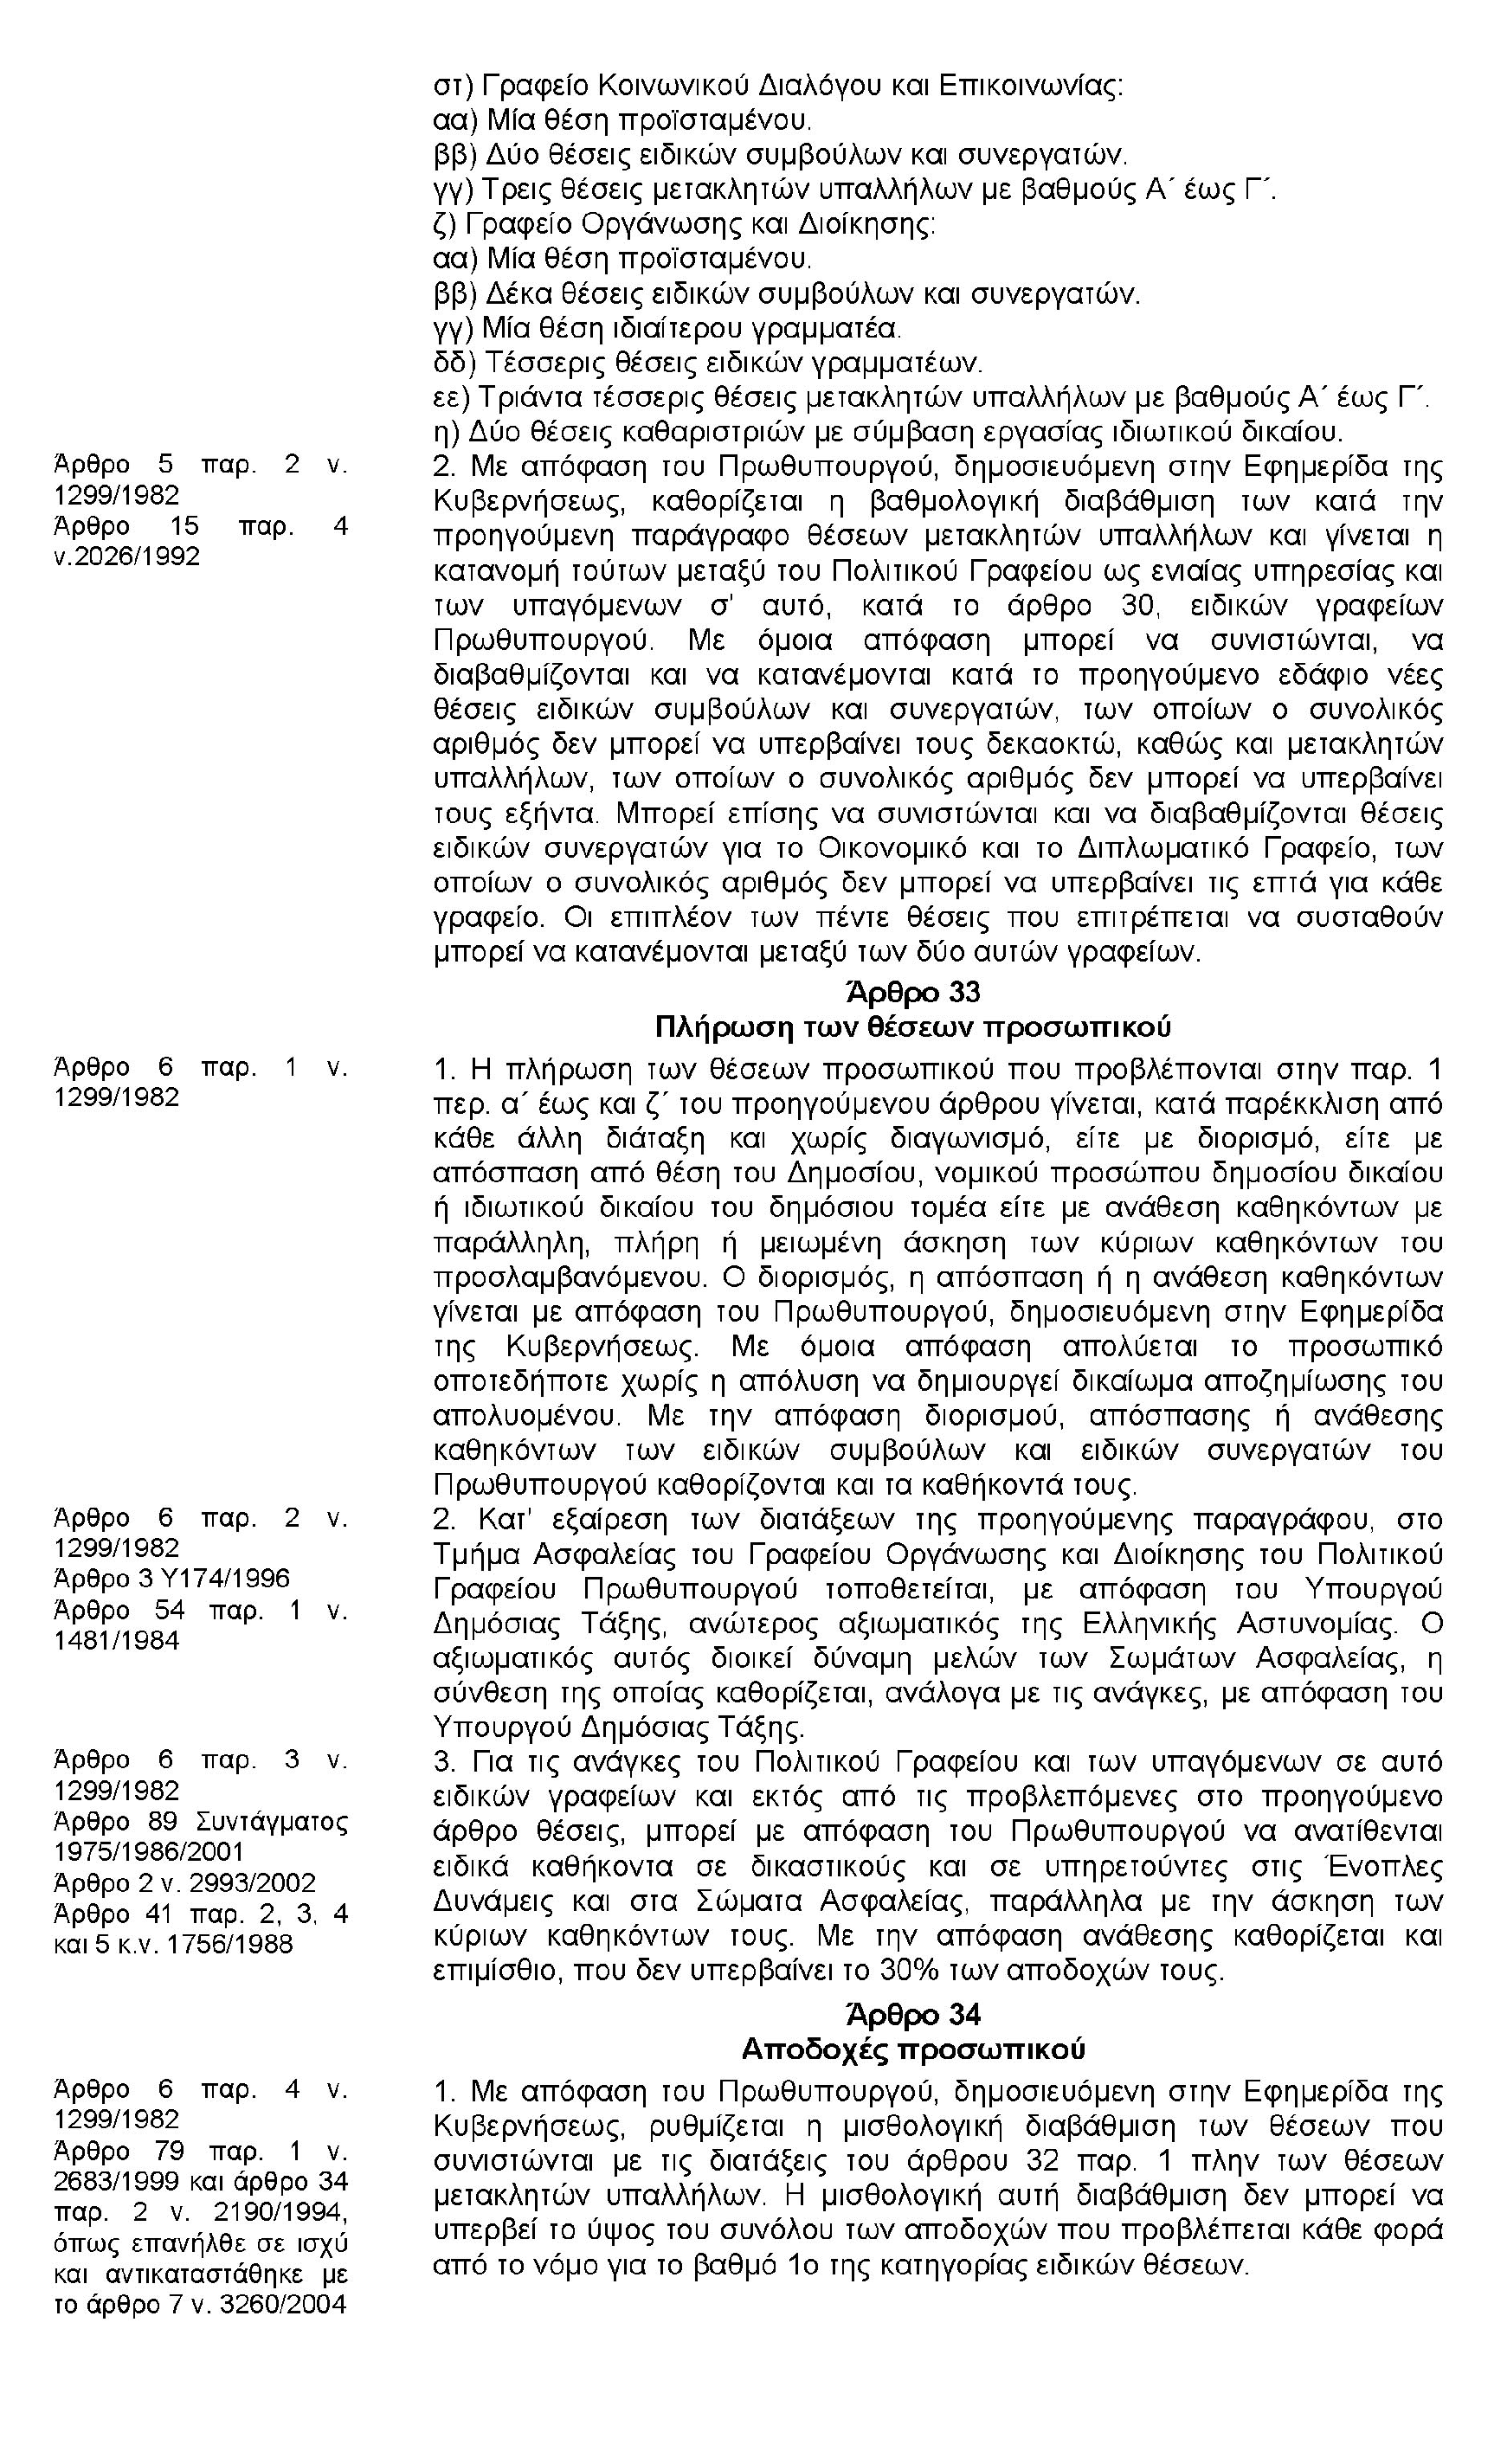 στ) Γραφείο Κοινωνικού Διαλόγου και Επικοινωνίας:
αα) Μία θέση προϊσταμένου.
ββ) Δύο θέσεις ειδικών συμβούλων και συνεργατών.
γγ) Τρεις θέσεις μετακλητών υπαλλήλων με βαθμούς Α΄ έως Γ΄.
ζ) Γραφείο Οργάνωσης και Διοίκησης:
αα) Μία θέση προϊσταμένου.
ββ) Δέκα θέσεις ειδικών συμβούλων και συνεργατών.
γγ) Μία θέση ιδιαίτερου γραμματέα.
δδ) Τέσσερις θέσεις ειδικών γραμματέων.
εε) Τριάντα τέσσερις θέσεις μετακλητών υπαλλήλων με βαθμούς Α΄ έως Γ΄.
η) Δύο θέσεις καθαριστριών με σύμβαση εργασίας ιδιωτικού δικαίου.
Άρθρο 5 παρ. 2 ν.
1299/1982
Άρθρο 15 παρ. 4
ν.2026/1992
2. Με απόφαση του Πρωθυπουργού, δημοσιευόμενη στην Εφημερίδα της
Κυβερνήσεως, καθορίζεται η βαθμολογική διαβάθμιση των κατά την
προηγούμενη παράγραφο θέσεων μετακλητών υπαλλήλων και γίνεται η
κατανομή τούτων μεταξύ του Πολιτικού Γραφείου ως ενιαίας υπηρεσίας και
των υπαγόμενων σ' αυτό, κατά το άρθρο 30, ειδικών γραφείων
Πρωθυπουργού. Με όμοια απόφαση μπορεί να συνιστώνται, να
διαβαθμίζονται και να κατανέμονται κατά το προηγούμενο εδάφιο νέες
θέσεις ειδικών συμβούλων και συνεργατών, των οποίων ο συνολικός
αριθμός δεν μπορεί να υπερβαίνει τους δεκαοκτώ, καθώς και μετακλητών
υπαλλήλων, των οποίων ο συνολικός αριθμός δεν μπορεί να υπερβαίνει
τους εξήντα. Μπορεί επίσης να συνιστώνται και να διαβαθμίζονται θέσεις
ειδικών συνεργατών για το Οικονομικό και το Διπλωματικό Γραφείο, των
οποίων ο συνολικός αριθμός δεν μπορεί να υπερβαίνει τις επτά για κάθε
γραφείο. Οι επιπλέον των πέντε θέσεις που επιτρέπεται να συσταθούν
μπορεί να κατανέμονται μεταξύ των δύο αυτών γραφείων.
Άρθρο 33
Πλήρωση των θέσεων προσωπικού
Άρθρο 6 παρ. 1 ν.
1299/1982
1. Η πλήρωση των θέσεων προσωπικού που προβλέπονται στην παρ. 1
περ. α΄ έως και ζ΄ του προηγούμενου άρθρου γίνεται, κατά παρέκκλιση από
κάθε άλλη διάταξη και χωρίς διαγωνισμό, είτε με διορισμό, είτε με
απόσπαση από θέση του Δημοσίου, νομικού προσώπου δημοσίου δικαίου
ή ιδιωτικού δικαίου του δημόσιου τομέα είτε με ανάθεση καθηκόντων με
παράλληλη, πλήρη ή μειωμένη άσκηση των κύριων καθηκόντων του
προσλαμβανόμενου. Ο διορισμός, η απόσπαση ή η ανάθεση καθηκόντων
γίνεται με απόφαση του Πρωθυπουργού, δημοσιευόμενη στην Εφημερίδα
της Κυβερνήσεως. Με όμοια απόφαση απολύεται το προσωπικό
οποτεδήποτε χωρίς η απόλυση να δημιουργεί δικαίωμα αποζημίωσης του
απολυομένου. Με την απόφαση διορισμού, απόσπασης ή ανάθεσης
καθηκόντων των ειδικών συμβούλων και ειδικών συνεργατών του
Πρωθυπουργού καθορίζονται και τα καθήκοντά τους.
Άρθρο 6 παρ. 2 ν.
1299/1982
Άρθρο 3 Υ174/1996
Άρθρο 54 παρ. 1 ν.
1481/1984
2. Κατ' εξαίρεση των διατάξεων της προηγούμενης παραγράφου, στο
Τμήμα Ασφαλείας του Γραφείου Οργάνωσης και Διοίκησης του Πολιτικού
Γραφείου Πρωθυπουργού τοποθετείται, με απόφαση του Υπουργού
Δημόσιας Τάξης, ανώτερος αξιωματικός της Ελληνικής Αστυνομίας. Ο
αξιωματικός αυτός διοικεί δύναμη μελών των Σωμάτων Ασφαλείας, η
σύνθεση της οποίας καθορίζεται, ανάλογα με τις ανάγκες, με απόφαση του
Υπουργού Δημόσιας Τάξης.
Άρθρο 6 παρ. 3 ν.
1299/1982
Άρθρο 89 Συντάγματος
1975/1986/2001
Άρθρο 2 ν. 2993/2002
Άρθρο 41 παρ. 2, 3, 4
και 5 κ.ν. 1756/1988
3. Για τις ανάγκες του Πολιτικού Γραφείου και των υπαγόμενων σε αυτό
ειδικών γραφείων και εκτός από τις προβλεπόμενες στο προηγούμενο
άρθρο θέσεις, μπορεί με απόφαση του Πρωθυπουργού να ανατίθενται
ειδικά καθήκοντα σε δικαστικούς και σε υπηρετούντες στις Ένοπλες
Δυνάμεις και στα Σώματα Ασφαλείας, παράλληλα με την άσκηση των
κύριων καθηκόντων τους. Με την απόφαση ανάθεσης καθορίζεται και
επιμίσθιο, που δεν υπερβαίνει το 30% των αποδοχών τους.
Άρθρο 34
Αποδοχές προσωπικού
Άρθρο 6 παρ. 4 ν.
1299/1982
Άρθρο 79 παρ. 1 ν.
2683/1999 και άρθρο 34
παρ. 2 ν. 2190/1994,
όπως επανήλθε σε ισχύ
και αντικαταστάθηκε με
το άρθρο 7 ν. 3260/2004
1. Με απόφαση του Πρωθυπουργού, δημοσιευόμενη στην Εφημερίδα της
Κυβερνήσεως, ρυθμίζεται η μισθολογική διαβάθμιση των θέσεων που
συνιστώνται με τις διατάξεις του άρθρου 32 παρ. 1 πλην των θέσεων
μετακλητών υπαλλήλων. Η μισθολογική αυτή διαβάθμιση δεν μπορεί να
υπερβεί το ύψος του συνόλου των αποδοχών που προβλέπεται κάθε φορά
από το νόμο για το βαθμό 1ο της κατηγορίας ειδικών θέσεων.